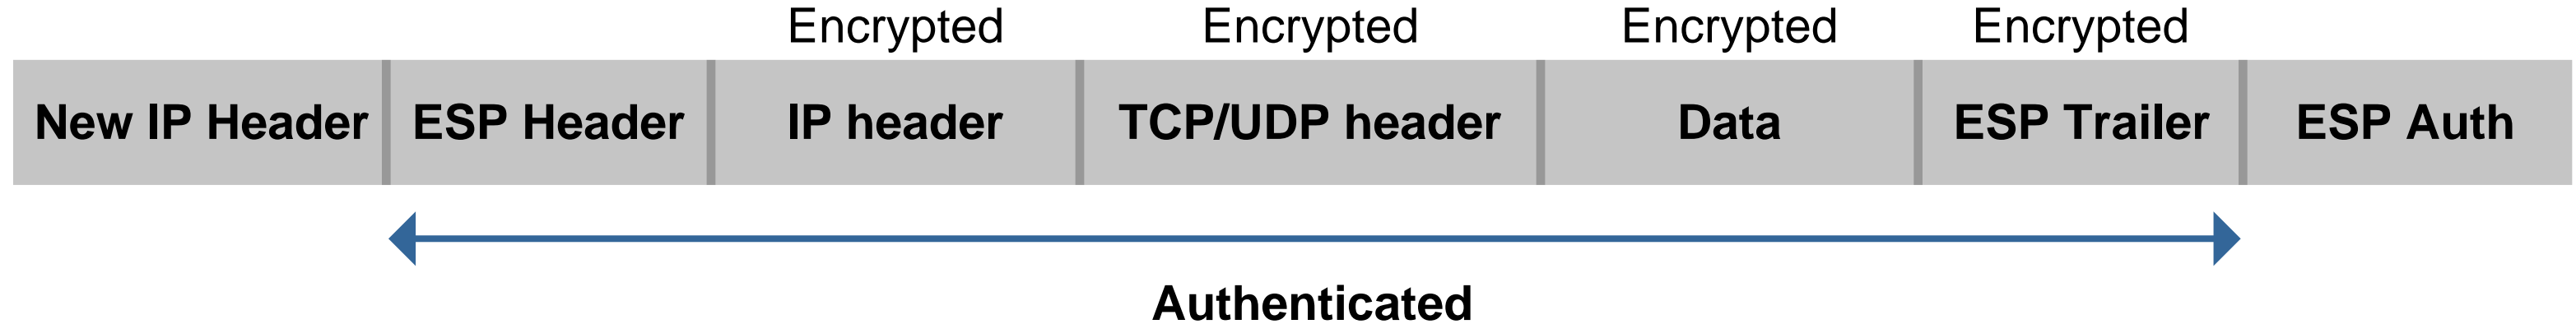 Encrypted Encrypted Encrypted Encrypted
New IP Header ESP Header IP header TCP/UDP header Data ESP Trailer ESP Auth
Authenticated